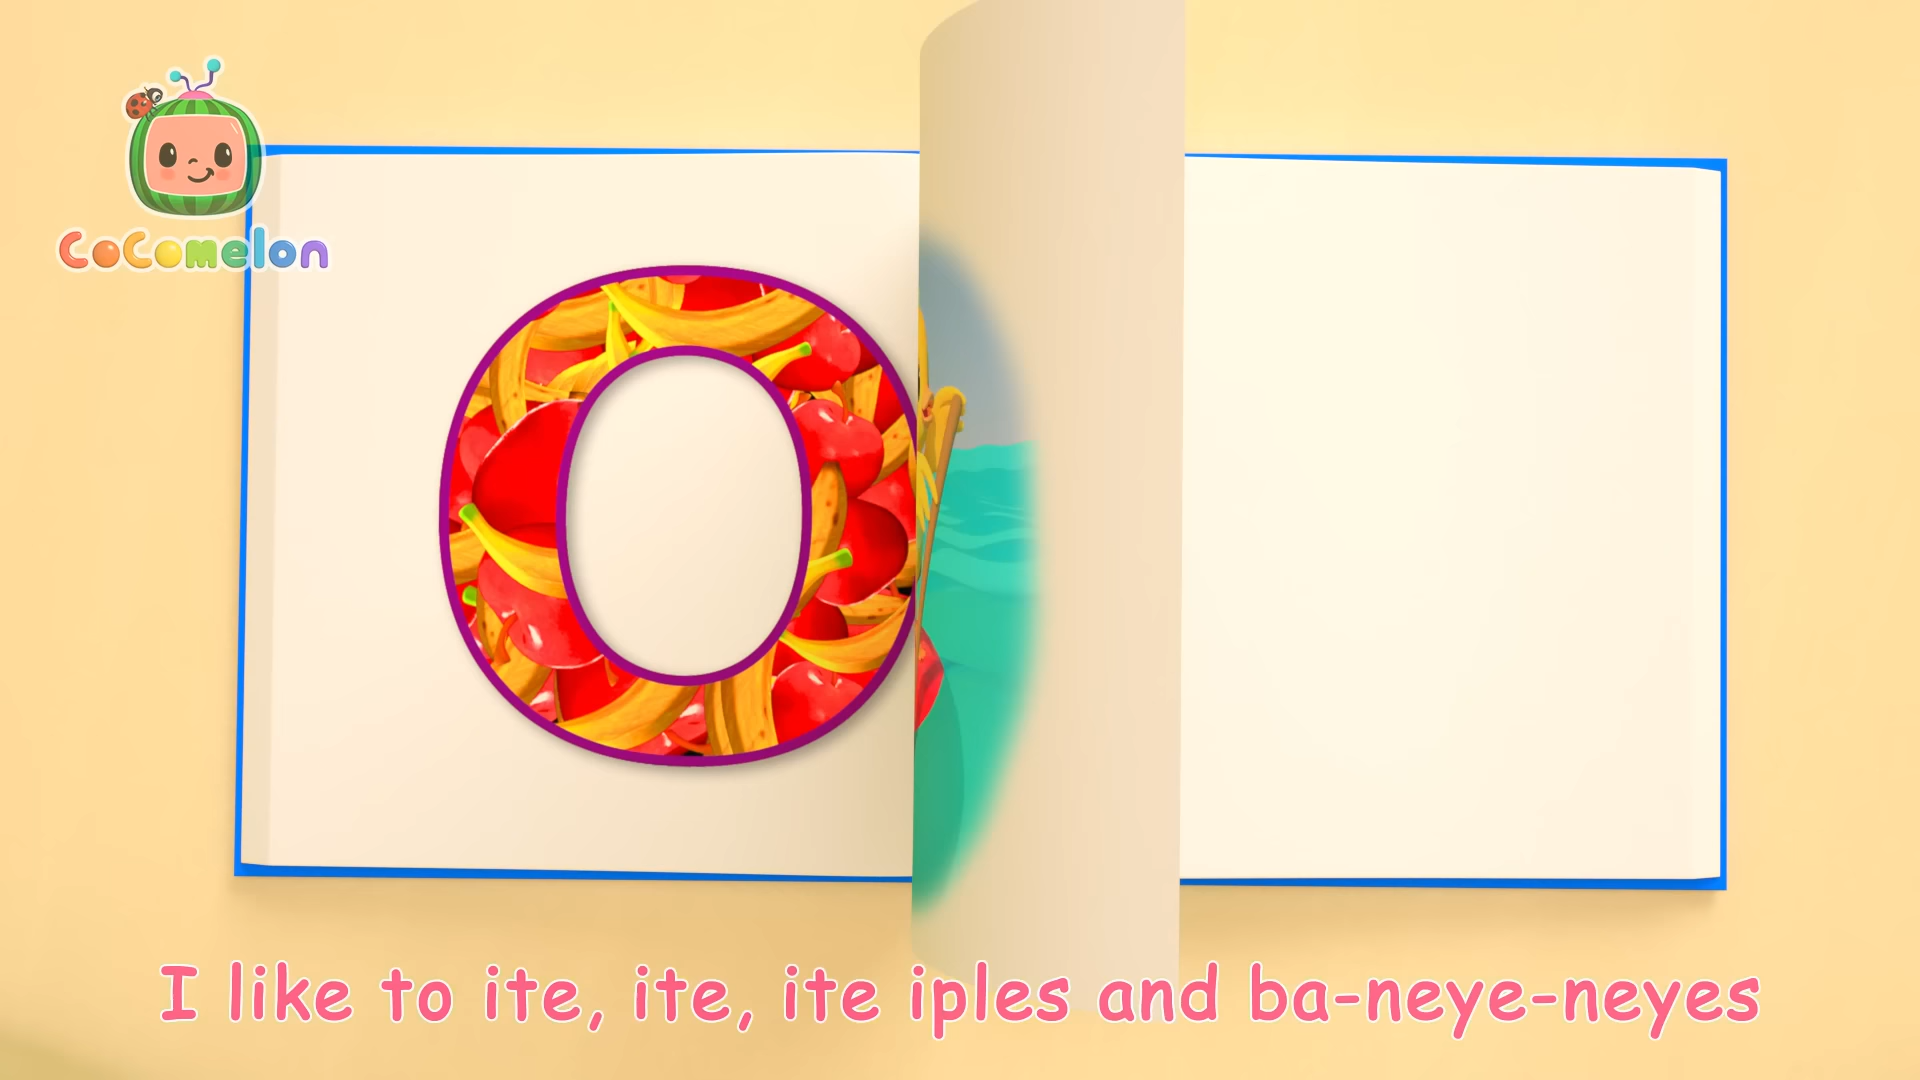 CoComelon
O
I like to ite, ite, ite iples and ba-neye-neyes